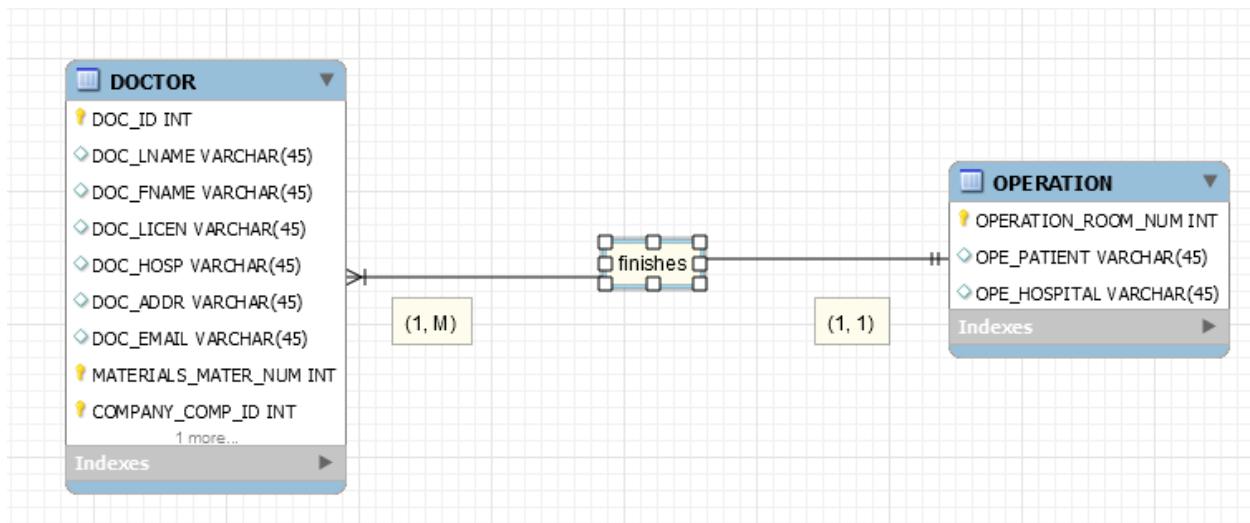 DOCTOR
DOC_ID INT
DOC_LNAME VARCHAR(45)
DOC_FNAME VARCHAR(45)
DOC_LICEN VARCHAR(45)
DOC_HOSP VARCHAR(45)
DOC_ADDR VARCHAR(45)
DOC_EMAIL VARCHAR(45)
MATERIALS_MATER_NUM INT
COMPANY_COMP_ID INT
1 more...
Indexes
(1, M)
finishes
(1, 1)
OPERATION
OPERATION_ROOM_NUM INT
OPE_PATIENT VARCHAR(45)
OPE_HOSPITAL VARCHAR(45)
Indexes